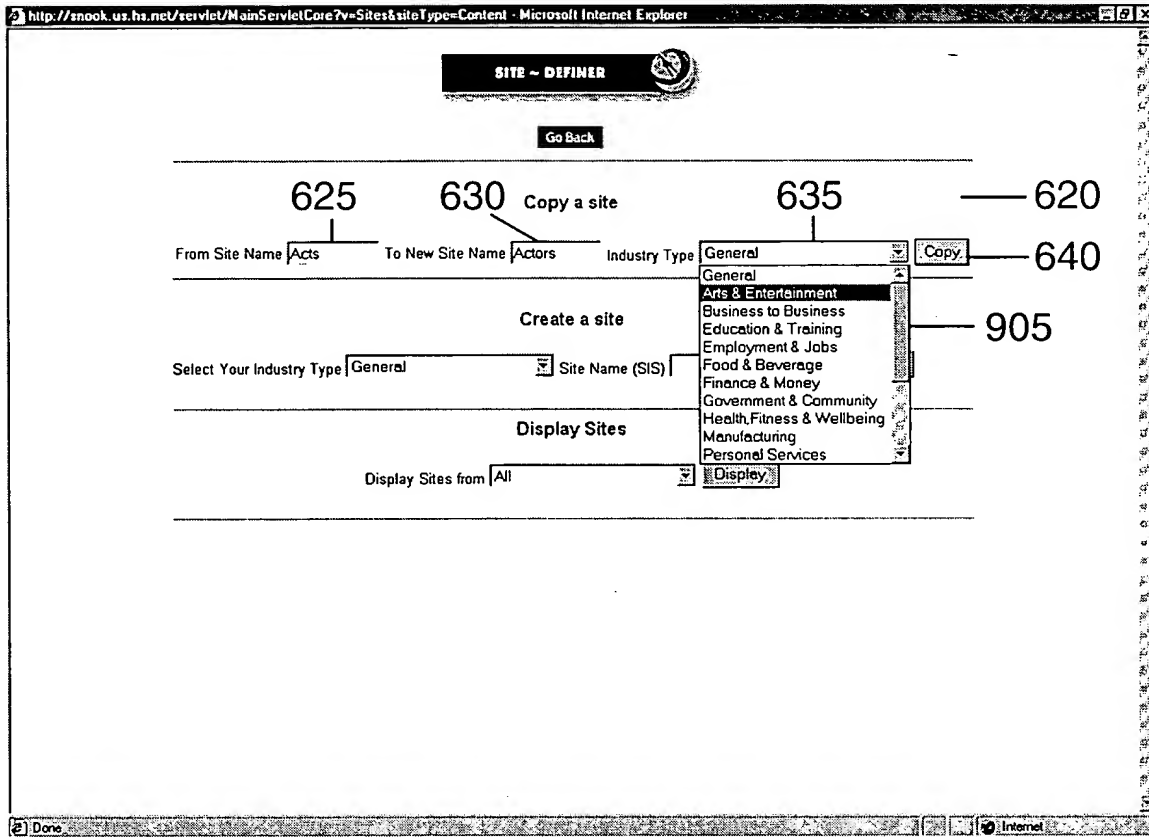 http://snook.us.hs.net/servlet/MainServletCore?v=Sites&siteType=Content - Microsoft Internet Explorer
SITE ~ DEFINER
Go Back
625 630 Copy a site 635 620
From Site Name Acts To New Site Name Actors Industry Type General Copy 640
General
Arts & Entertainment
Business to Business 905
Education & Training
Employment & Jobs
Food & Beverage
Finance & Money
Government & Community
Health,Fitness & Wellbeing
Manufacturing
Personal Services
Create a site
Select Your Industry Type General Site Name (SIS)
Display Sites
Display Sites from All Display
Done Internet